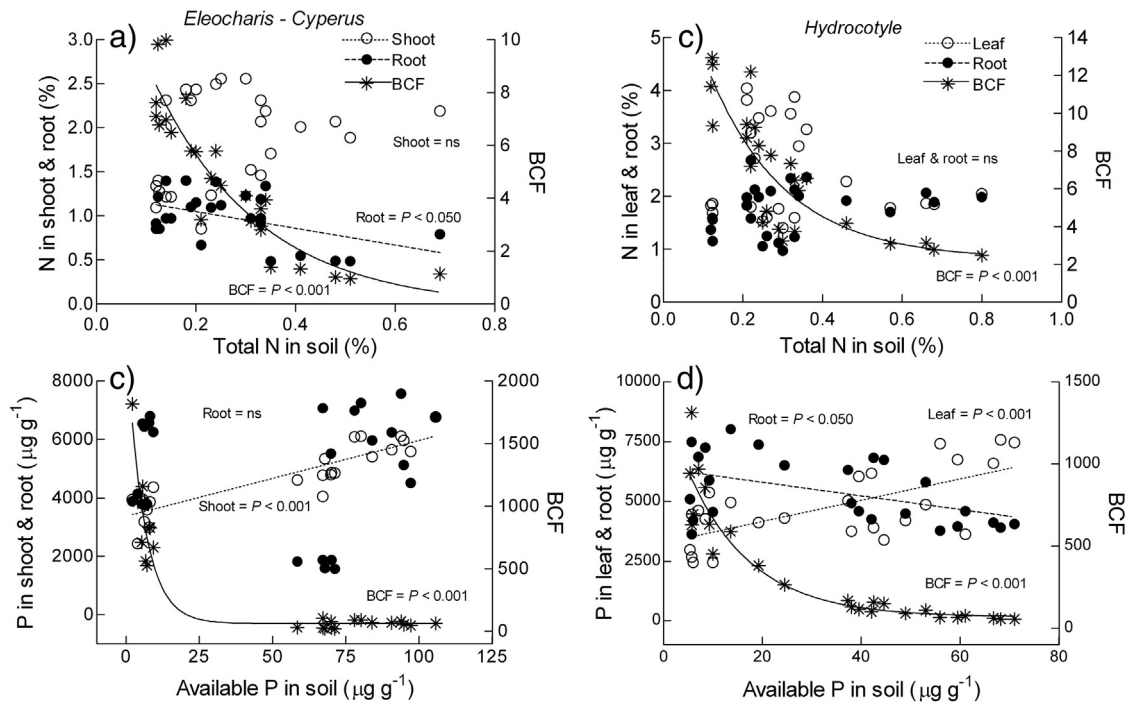 Eleocharis - Cyperus
Hydrocotyle
a)
3.0
2.5
2.0
1.5
1.0
0.5
0.0
N in shoot & root (%)
Shoot
Root
BCF
Shoot = ns
Root = P < 0.050
BCF = P < 0.001
10
8
6
4
2
0
BCF
0.0 0.2 0.4 0.6 0.8
Total N in soil (%)
c)
5
4
3
2
1
0
N in leaf & root (%)
Leaf
Root
BCF
Leaf & root = ns
BCF = P < 0.001
14
12
10
8
6
4
2
0
BCF
0.0 0.2 0.4 0.6 0.8 1.0
Total N in soil (%)
c)
8000
6000
4000
2000
0
P in shoot & root (µg g-1)
Root = ns
Shoot = P < 0.001
BCF = P < 0.001
2000
1500
1000
500
0
BCF
0 25 50 75 100 125
Available P in soil (µg g-1)
d)
10000
7500
5000
2500
0
P in leaf & root (µg g-1)
Root = P < 0.050
Leaf = P < 0.001
BCF = P < 0.001
1500
1000
500
0
BCF
0 20 40 60 80
Available P in soil (µg g-1)